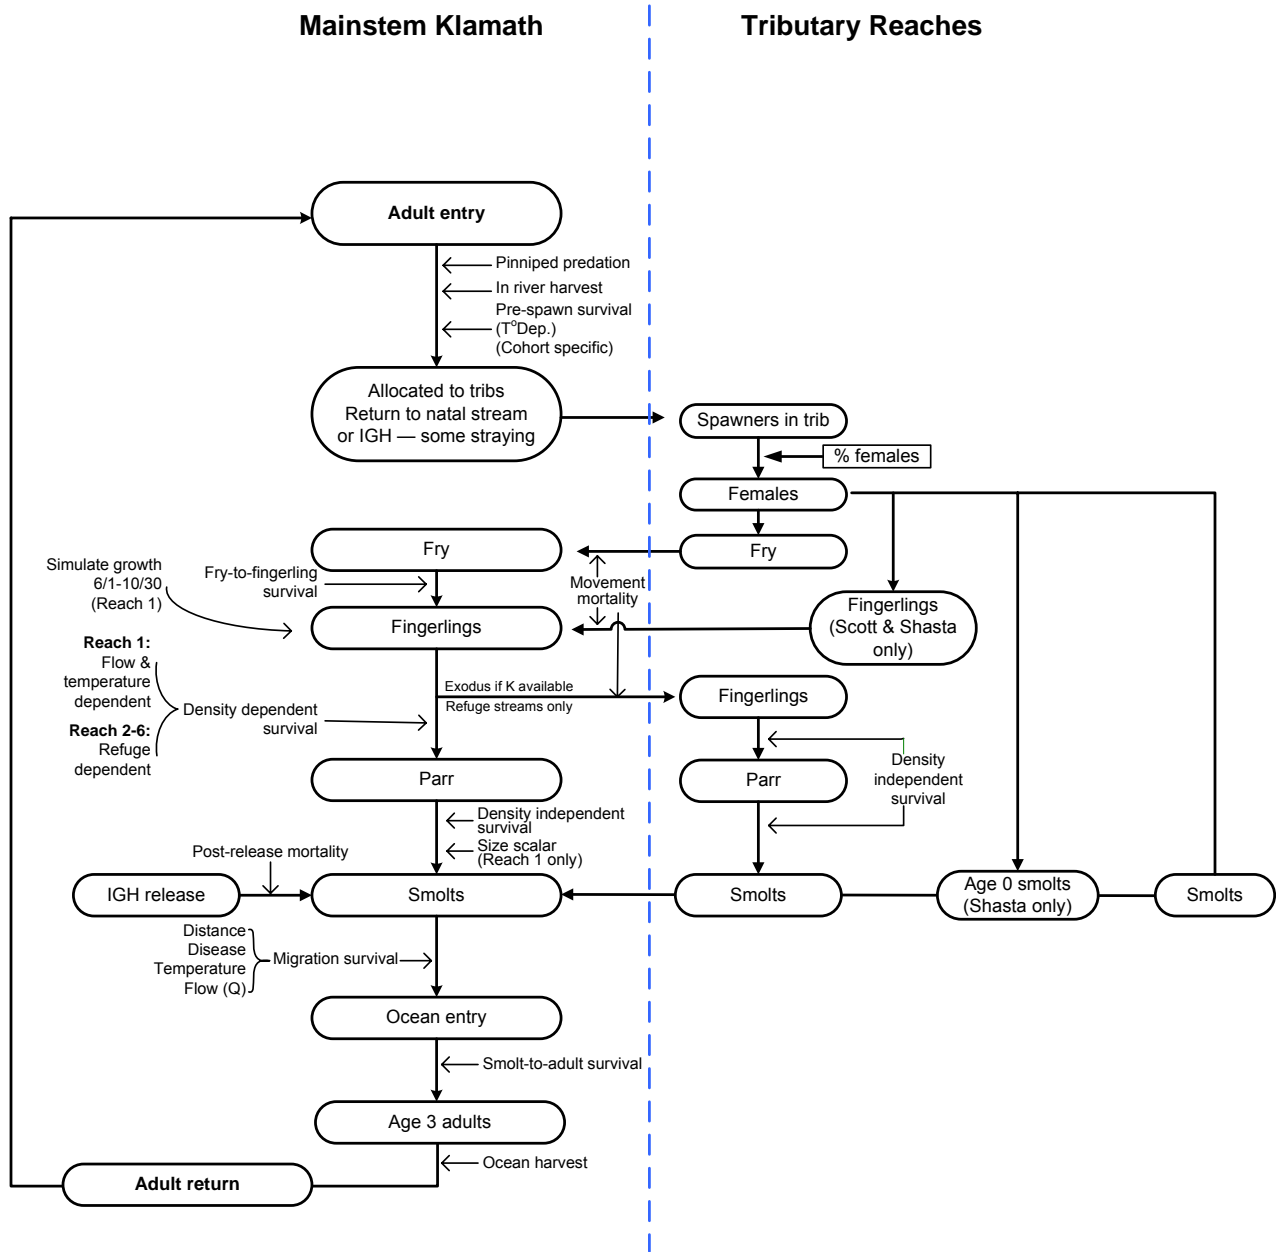 Mainstem Klamath
Tributary Reaches
Adult entry
Pinniped predation
In river harvest
Pre-spawn survival
(T°Dep.)
(Cohort specific)
Allocated to tribs
Return to natal stream
or IGH — some straying
Spawners in trib
% females
Females
Fry
Fry
Simulate growth
6/1-10/30
(Reach 1)
Fry-to-fingerling
survival
Movement
mortality
Fingerlings
Fingerlings
(Scott & Shasta
only)
Reach 1:
Flow &
temperature
dependent
Reach 2-6:
Refuge
dependent
Density dependent
survival
Exodus if K available
Refuge streams only
Fingerlings
Density
independent
survival
Parr
Parr
Density independent
survival
Size scalar
(Reach 1 only)
Post-release mortality
IGH release
Smolts
Smolts
Age 0 smolts
(Shasta only)
Smolts
Distance
Disease
Temperature
Flow (Q)
Migration survival
Ocean entry
Smolt-to-adult survival
Age 3 adults
Ocean harvest
Adult return